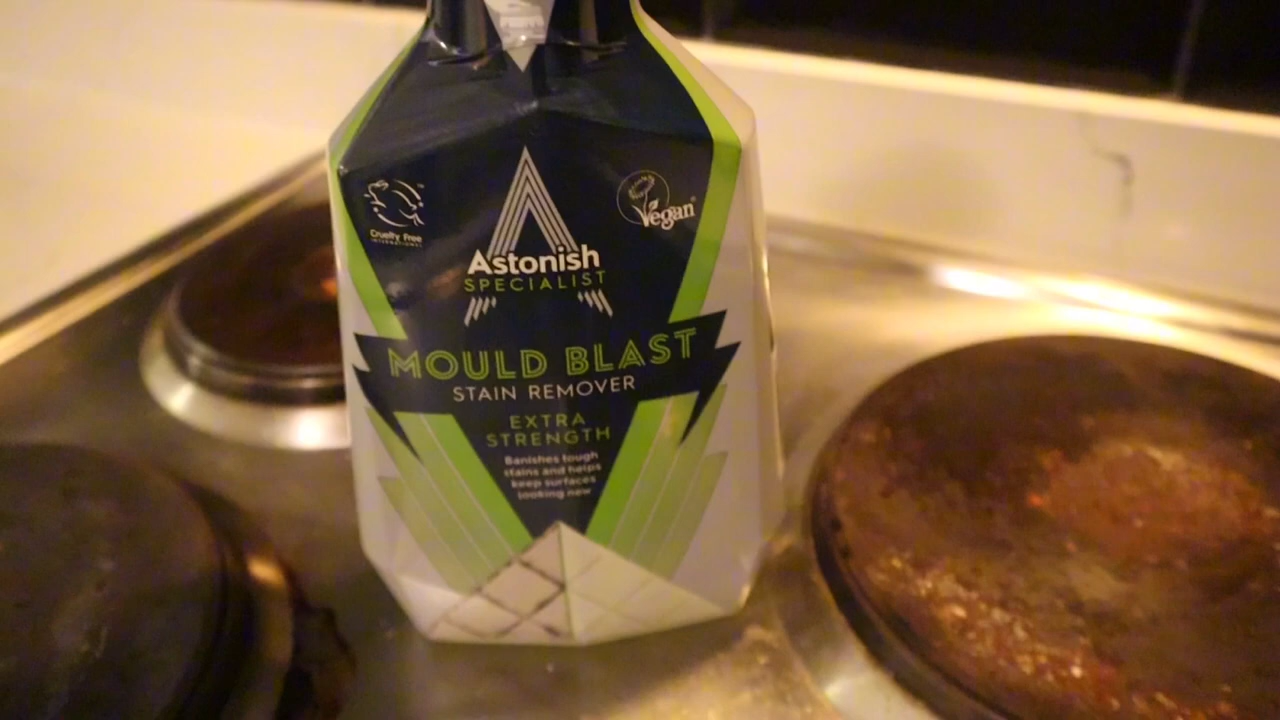 Cruelty Free
INTERNATIONAL
Vegan
Astonish
SPECIALIST
MOULD BLAST
STAIN REMOVER
EXTRA
STRENGTH
Banishes tough
stains and helps
keep surfaces
looking new